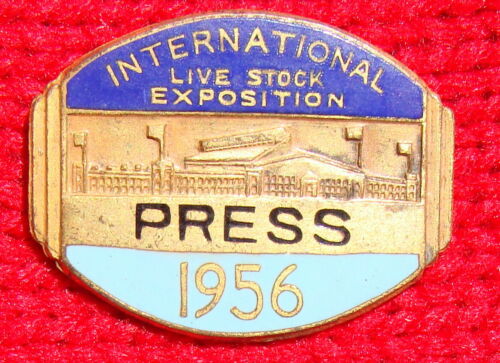 INTERNATIONAL
LIVE STOCK
EXPOSITION
PRESS
1956